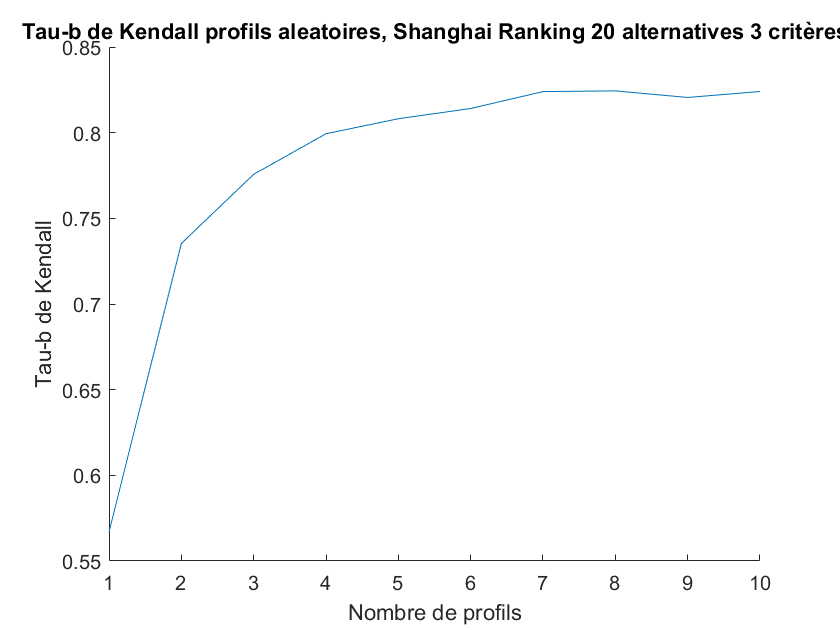 Tau-b de Kendall profils aleatoires, Shanghai Ranking 20 alternatives 3 critères
0.85
0.8
0.75
0.7
0.65
0.6
0.55
Tau-b de Kendall
1 2 3 4 5 6 7 8 9 10
Nombre de profils